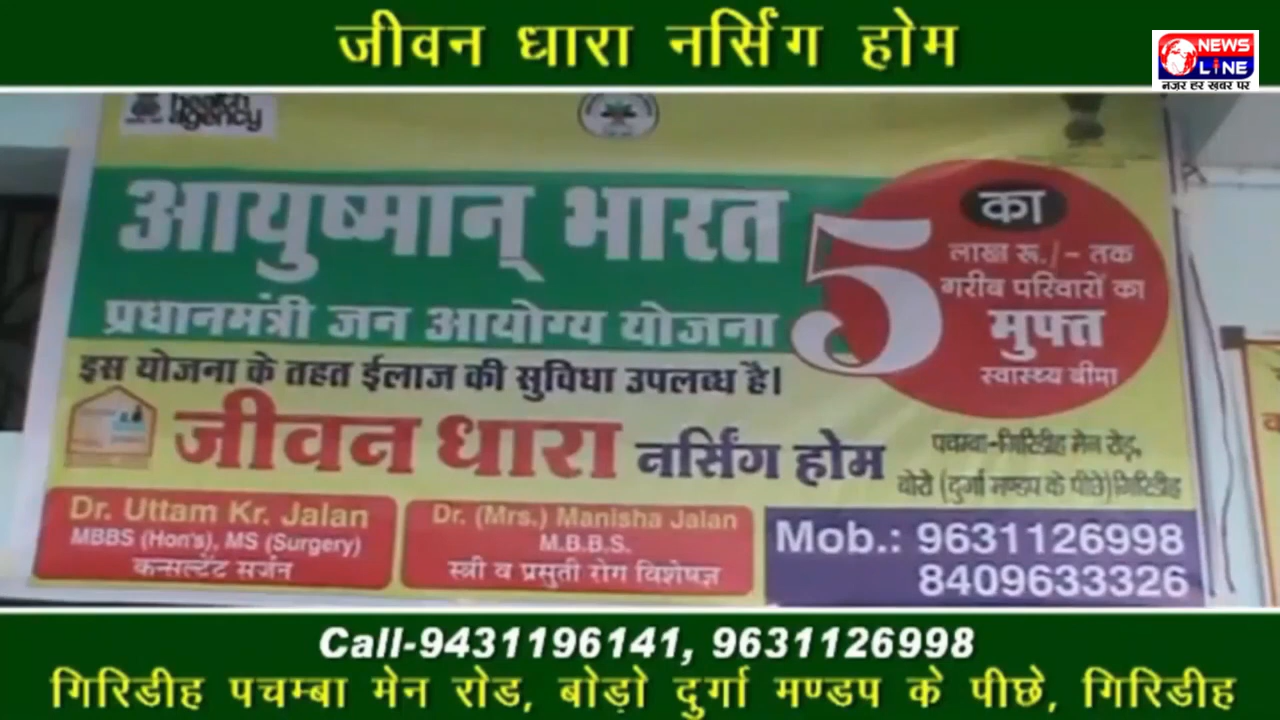 जीवन धारा नर्सिंग होम
NEWS
LiNE
नज़र हर ख़बर पर
health
agency
आयुष्मान् भारत
प्रधानमंत्री जन आयोग्य योजना
इस योजना के तहत ईलाज की सुविधा उपलब्ध है।
5
का
लाख रू./- तक
गरीब परिवारों का
मुफ्त
स्वास्थ्य बीमा
जीवन धारा नर्सिंग होम
पचम्बा-गिरिडीह मेन रोड़,
बोरो (दुर्गा मण्डप के पीछे) गिरिडीह
Dr. Uttam Kr. Jalan
MBBS (Hon's), MS (Surgery)
कन्सल्टेंट सर्जन
Dr. (Mrs.) Manisha Jalan
M.B.B.S.
स्त्री व प्रसुती रोग विशेषज्ञ
Mob.: 9631126998
8409633326
Call-9431196141, 9631126998
गिरिडीह पचम्बा मेन रोड, बोड़ो दुर्गा मण्डप के पीछे, गिरिडीह